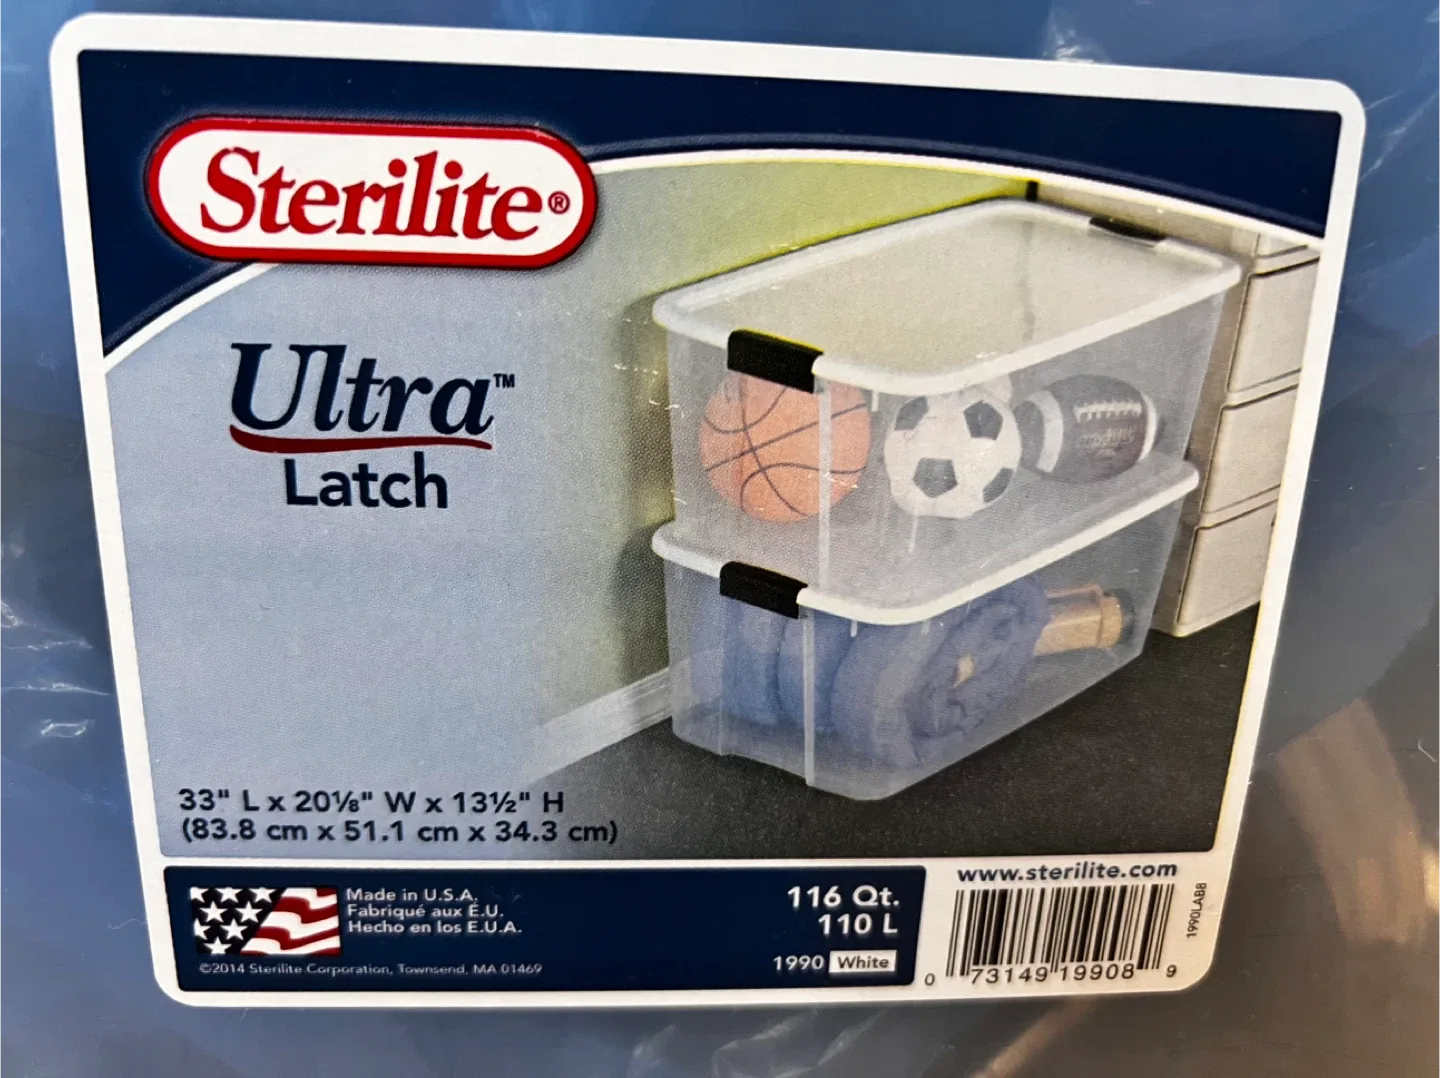 Sterilite®
Ultra™
Latch
33" L x 20⅛" W x 13½" H
(83.8 cm x 51.1 cm x 34.3 cm)
Made in U.S.A.
Fabriqué aux É.U.
Hecho en los E.U.A.
©2014 Sterilite Corporation, Townsend, MA 01469
116 Qt.
110 L
1990 White
www.sterilite.com
1990LABB
0 73149 19908 9